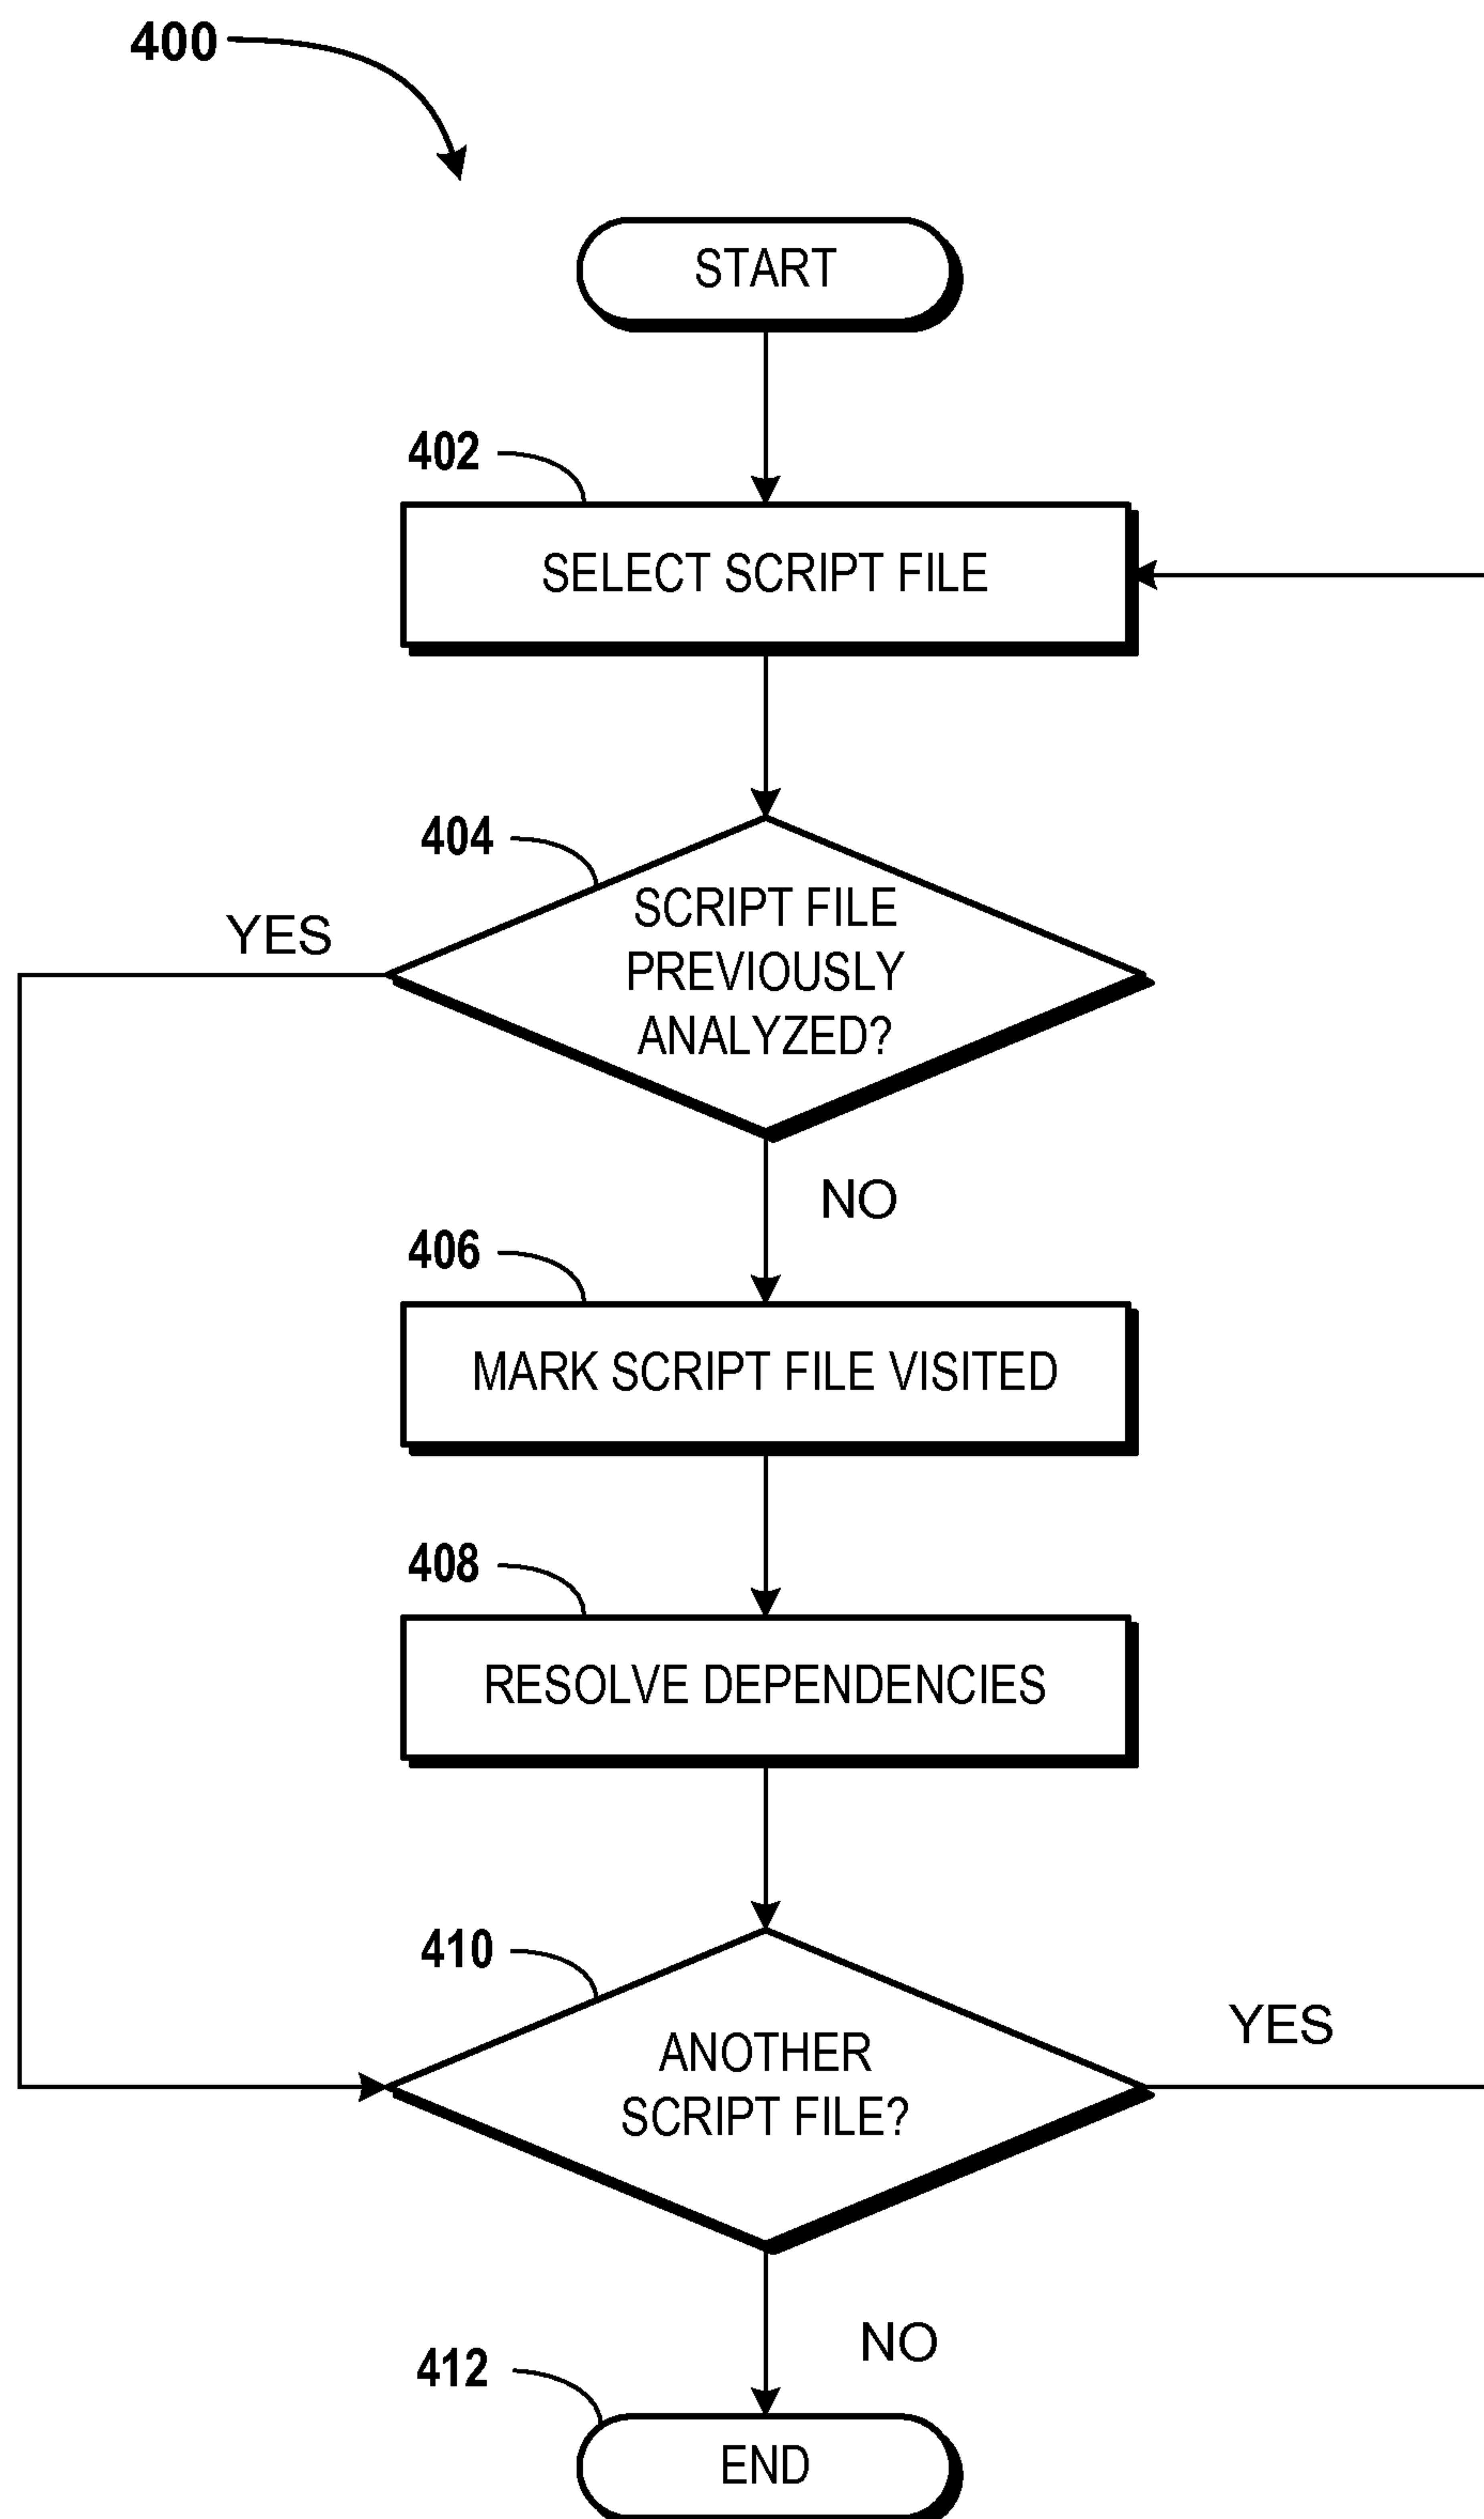 400
START
402
SELECT SCRIPT FILE
404
SCRIPT FILE
PREVIOUSLY
ANALYZED?
YES
NO
406
MARK SCRIPT FILE VISITED
408
RESOLVE DEPENDENCIES
410
ANOTHER
SCRIPT FILE?
YES
NO
412
END